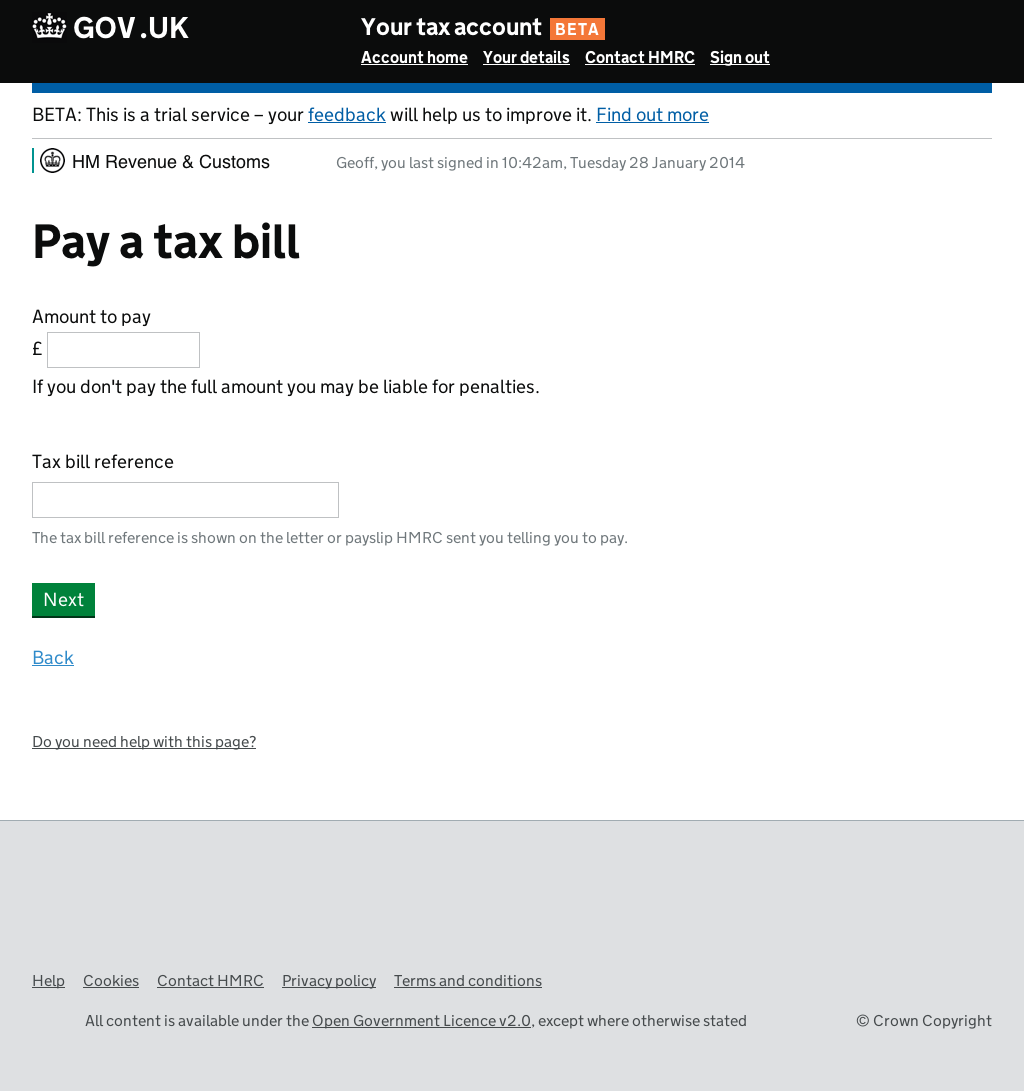 GOV.UK
Your tax account BETA
Account home Your details Contact HMRC Sign out
BETA: This is a trial service – your feedback will help us to improve it. Find out more
HM Revenue & Customs
Geoff, you last signed in 10:42am, Tuesday 28 January 2014
Pay a tax bill
Amount to pay
£
If you don't pay the full amount you may be liable for penalties.
Tax bill reference
The tax bill reference is shown on the letter or payslip HMRC sent you telling you to pay.
Next
Back
Do you need help with this page?
Help Cookies Contact HMRC Privacy policy Terms and conditions
All content is available under the Open Government Licence v2.0, except where otherwise stated
© Crown Copyright